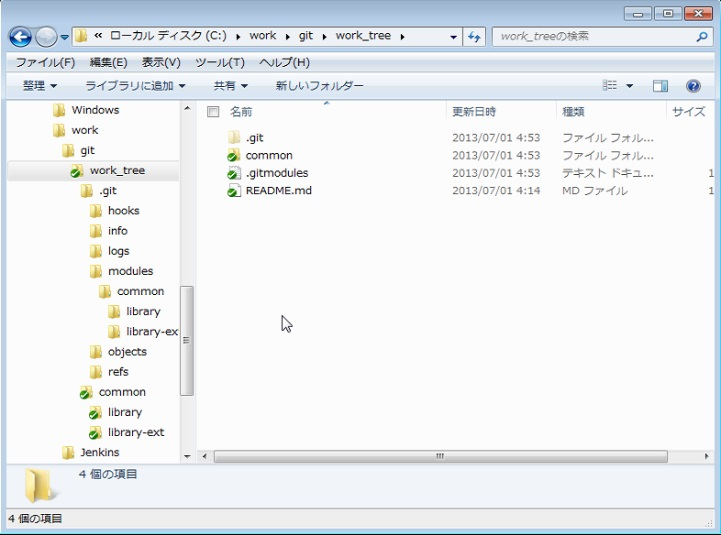 « ローカル ディスク (C:) ▸ work ▸ git ▸ work_tree ▸
work_treeの検索
ファイル(F) 編集(E) 表示(V) ツール(T) ヘルプ(H)
整理 ライブラリに追加 共有 新しいフォルダー
Windows
work
git
work_tree
.git
hooks
info
logs
modules
common
library
library-ex
objects
refs
common
library
library-ext
Jenkins
名前 更新日時 種類 サイズ
.git 2013/07/01 4:53 ファイル フォル...
common 2013/07/01 4:53 ファイル フォル...
.gitmodules 2013/07/01 4:53 テキスト ドキュ... 1
README.md 2013/07/01 4:14 MD ファイル 1
4 個の項目
4 個の項目